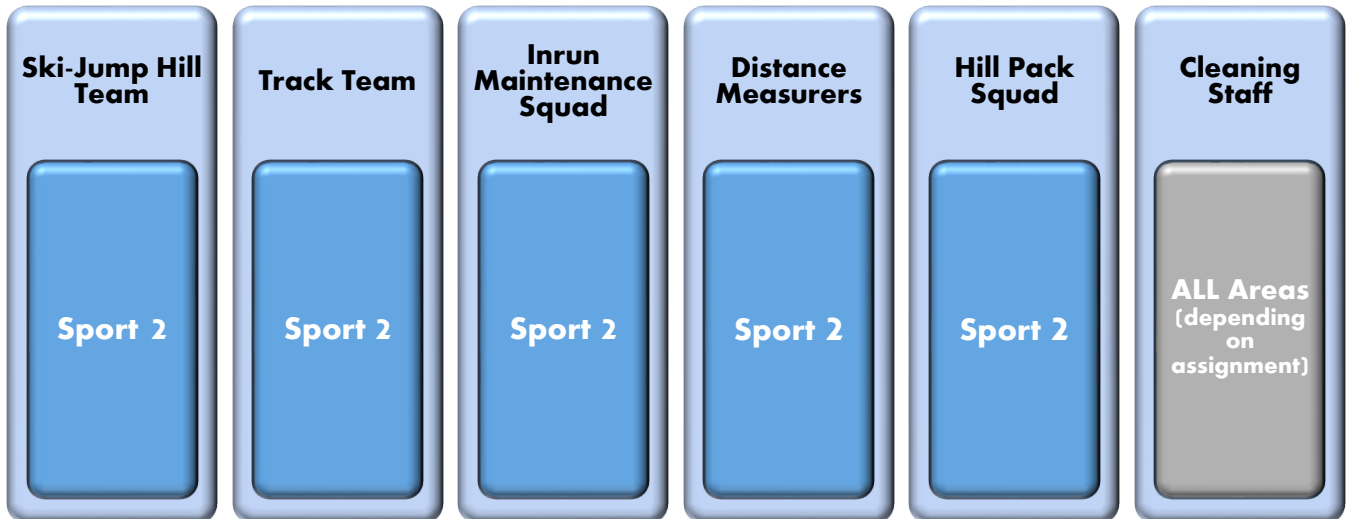 Ski-Jump Hill
Team
Track Team
Inrun
Maintenance
Squad
Distance
Measurers
Hill Pack
Squad
Cleaning
Staff
Sport 2
Sport 2
Sport 2
Sport 2
Sport 2
ALL Areas
(depending
on
assignment)